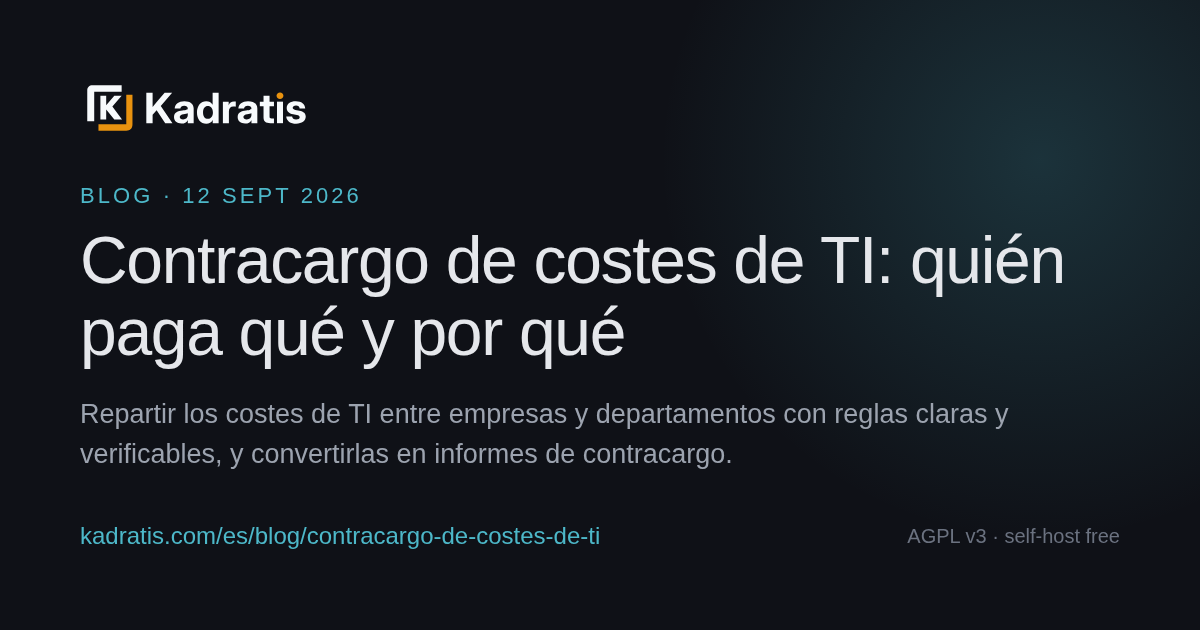 K Kadratis
BLOG · 12 SEPT 2026
Contracargo de costes de TI: quién
paga qué y por qué
Repartir los costes de TI entre empresas y departamentos con reglas claras y
verificables, y convertirlas en informes de contracargo.
kadratis.com/es/blog/contracargo-de-costes-de-ti
AGPL v3 · self-host free